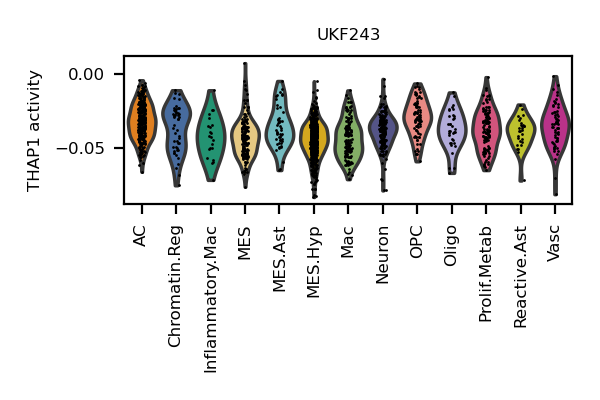 UKF243
THAP1 activity
0.00
−0.05
AC
Chromatin.Reg
Inflammatory.Mac
MES
MES.Ast
MES.Hyp
Mac
Neuron
OPC
Oligo
Prolif.Metab
Reactive.Ast
Vasc